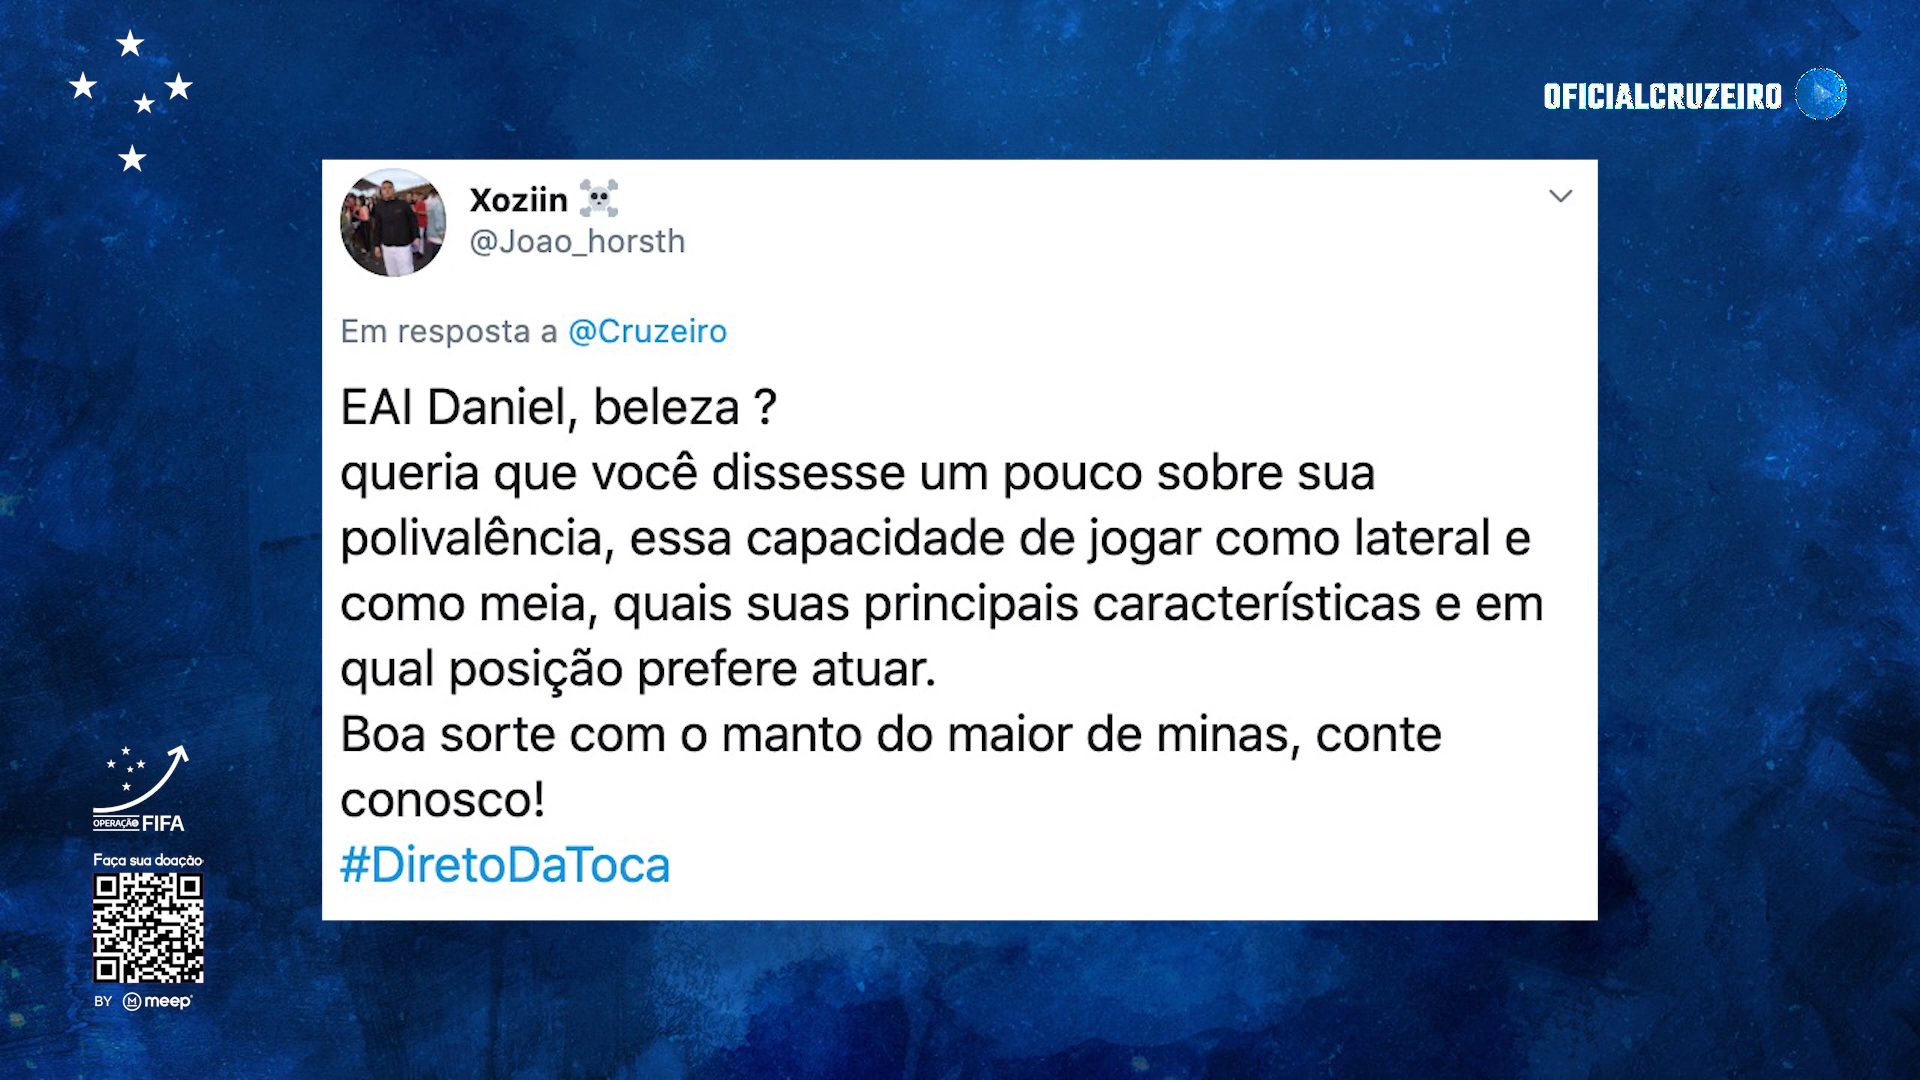 OFICIALCRUZEIRO
Xoziin
@Joao_horsth
Em resposta a @Cruzeiro
EAI Daniel, beleza ?
queria que você dissesse um pouco sobre sua
polivalência, essa capacidade de jogar como lateral e
como meia, quais suas principais características e em
qual posição prefere atuar.
Boa sorte com o manto do maior de minas, conte
conosco!
#DiretoDaToca
OPERAÇÃO FIFA
Faça sua doação
BY meep